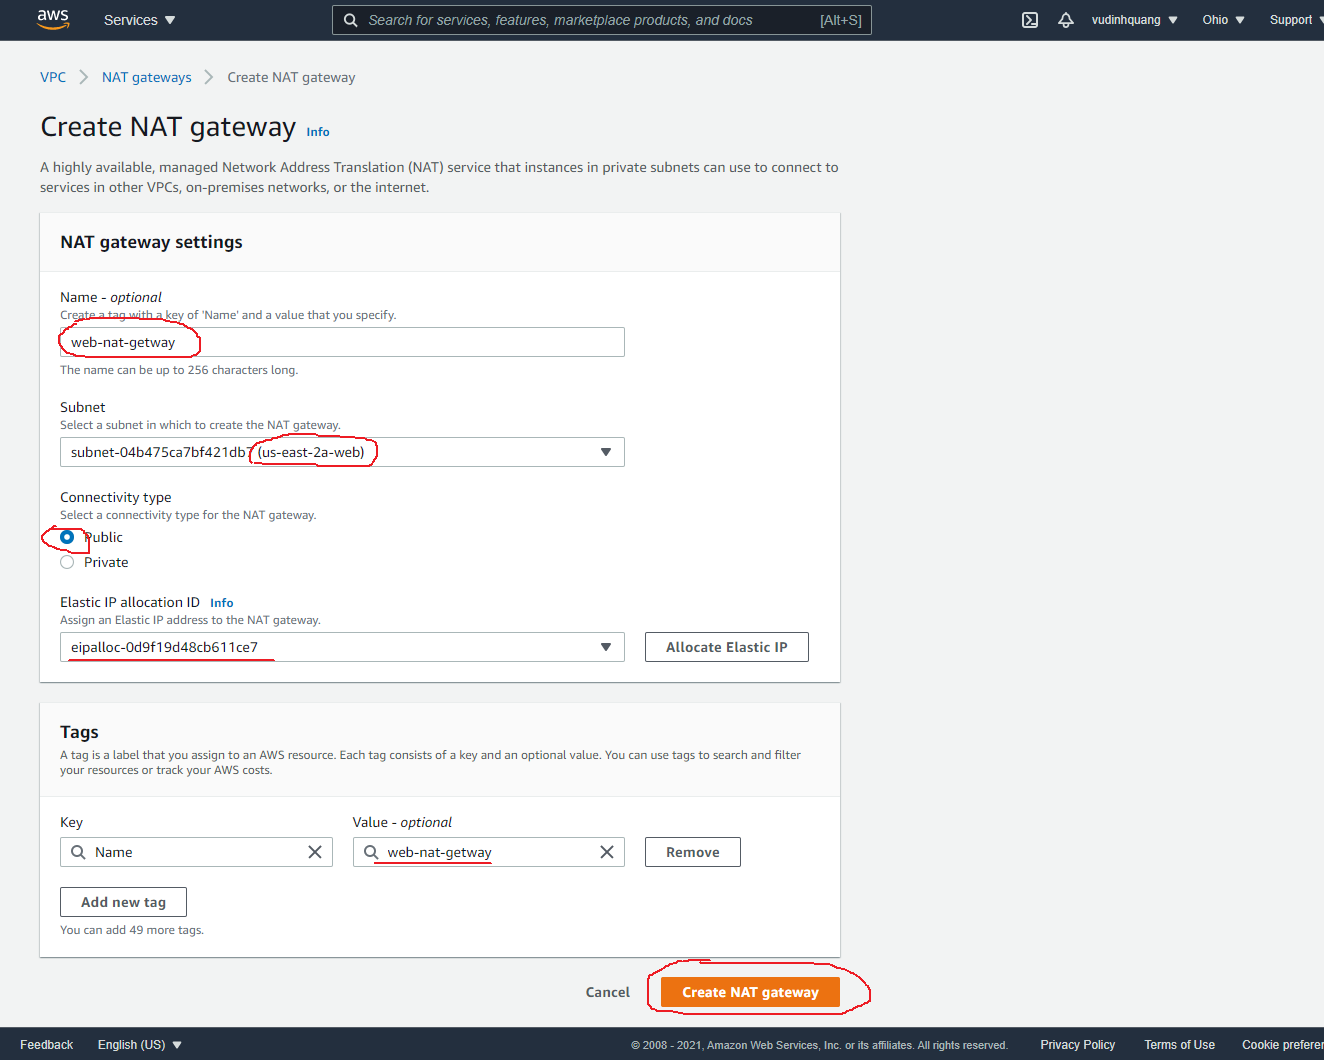 aws Services Search for services, features, marketplace products, and docs [Alt+S] vudinhquang Ohio Support
VPC NAT gateways Create NAT gateway
Create NAT gateway Info
A highly available, managed Network Address Translation (NAT) service that instances in private subnets can use to connect to
services in other VPCs, on-premises networks, or the internet.
NAT gateway settings
Name - optional
Create a tag with a key of 'Name' and a value that you specify.
web-nat-getway
The name can be up to 256 characters long.
Subnet
Select a subnet in which to create the NAT gateway.
subnet-04b475ca7bf421db7 (us-east-2a-web)
Connectivity type
Select a connectivity type for the NAT gateway.
Public
Private
Elastic IP allocation ID Info
Assign an Elastic IP address to the NAT gateway.
eipalloc-0d9f19d48cb611ce7 Allocate Elastic IP
Tags
A tag is a label that you assign to an AWS resource. Each tag consists of a key and an optional value. You can use tags to search and filter
your resources or track your AWS costs.
Key Value - optional
Name web-nat-getway Remove
Add new tag
You can add 49 more tags.
Cancel Create NAT gateway
Feedback English (US) © 2008 - 2021, Amazon Web Services, Inc. or its affiliates. All rights reserved. Privacy Policy Terms of Use Cookie prefere